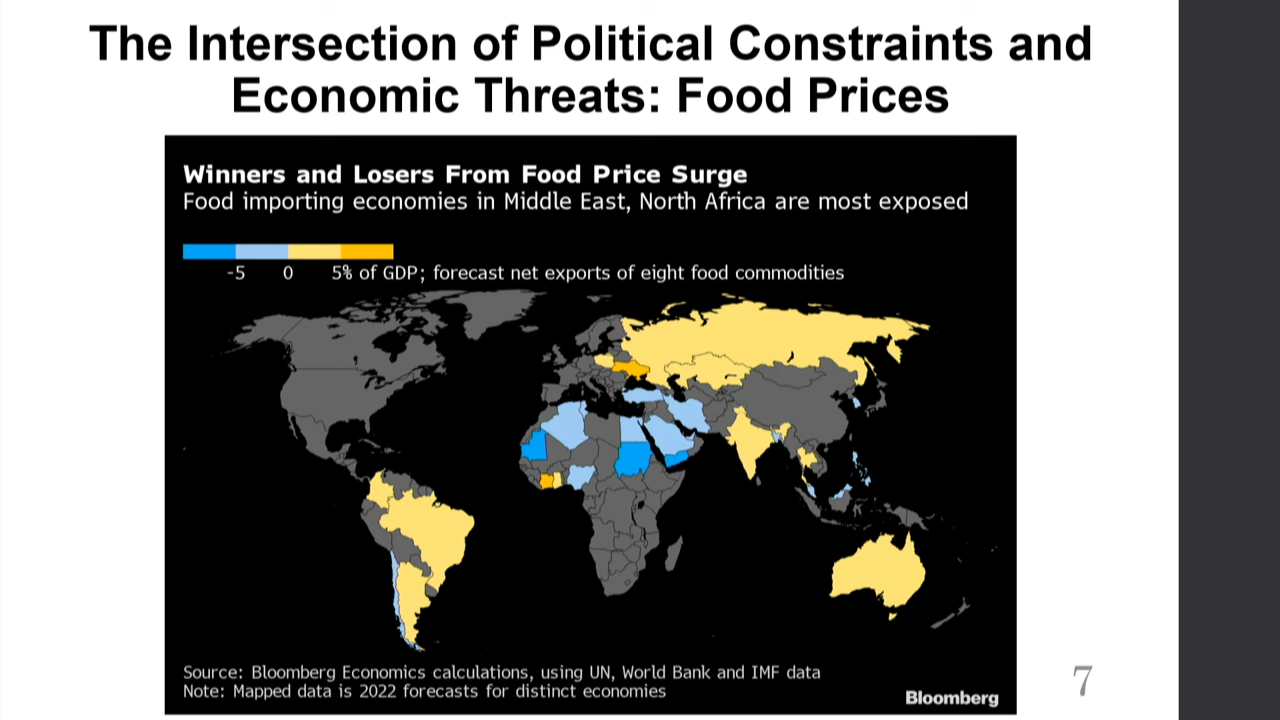 The Intersection of Political Constraints and
Economic Threats: Food Prices
Winners and Losers From Food Price Surge
Food importing economies in Middle East, North Africa are most exposed
-5 0 5% of GDP; forecast net exports of eight food commodities
Source: Bloomberg Economics calculations, using UN, World Bank and IMF data
Note: Mapped data is 2022 forecasts for distinct economies
Bloomberg
7